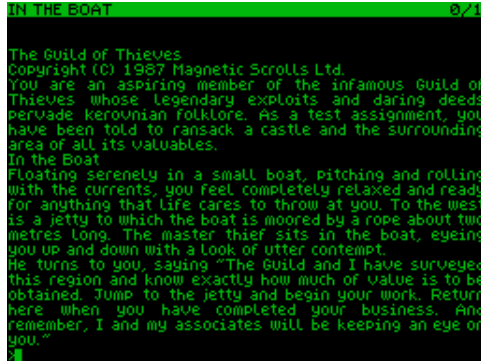 IN THE BOAT 0/1
The Guild of Thieves
Copyright (C) 1987 Magnetic Scrolls Ltd.
You are an aspiring member of the infamous Guild of
Thieves whose legendary exploits and daring deeds
pervade kerovnian folklore. As a test assignment, you
have been told to ransack a castle and the surrounding
area of all its valuables.
In the Boat
Floating serenely in a small boat, pitching and rolling
with the currents, you feel completely relaxed and ready
for anything that life cares to throw at you. To the west
is a jetty to which the boat is moored by a rope about two
metres long. The master thief sits in the boat, eyeing
you up and down with a look of utter contempt.
He turns to you, saying "The Guild and I have surveyed
this region and know exactly how much of value is to be
obtained. Jump to the jetty and begin your work. Return
here when you have completed your business. And
remember, I and my associates will be keeping an eye on
you."
>